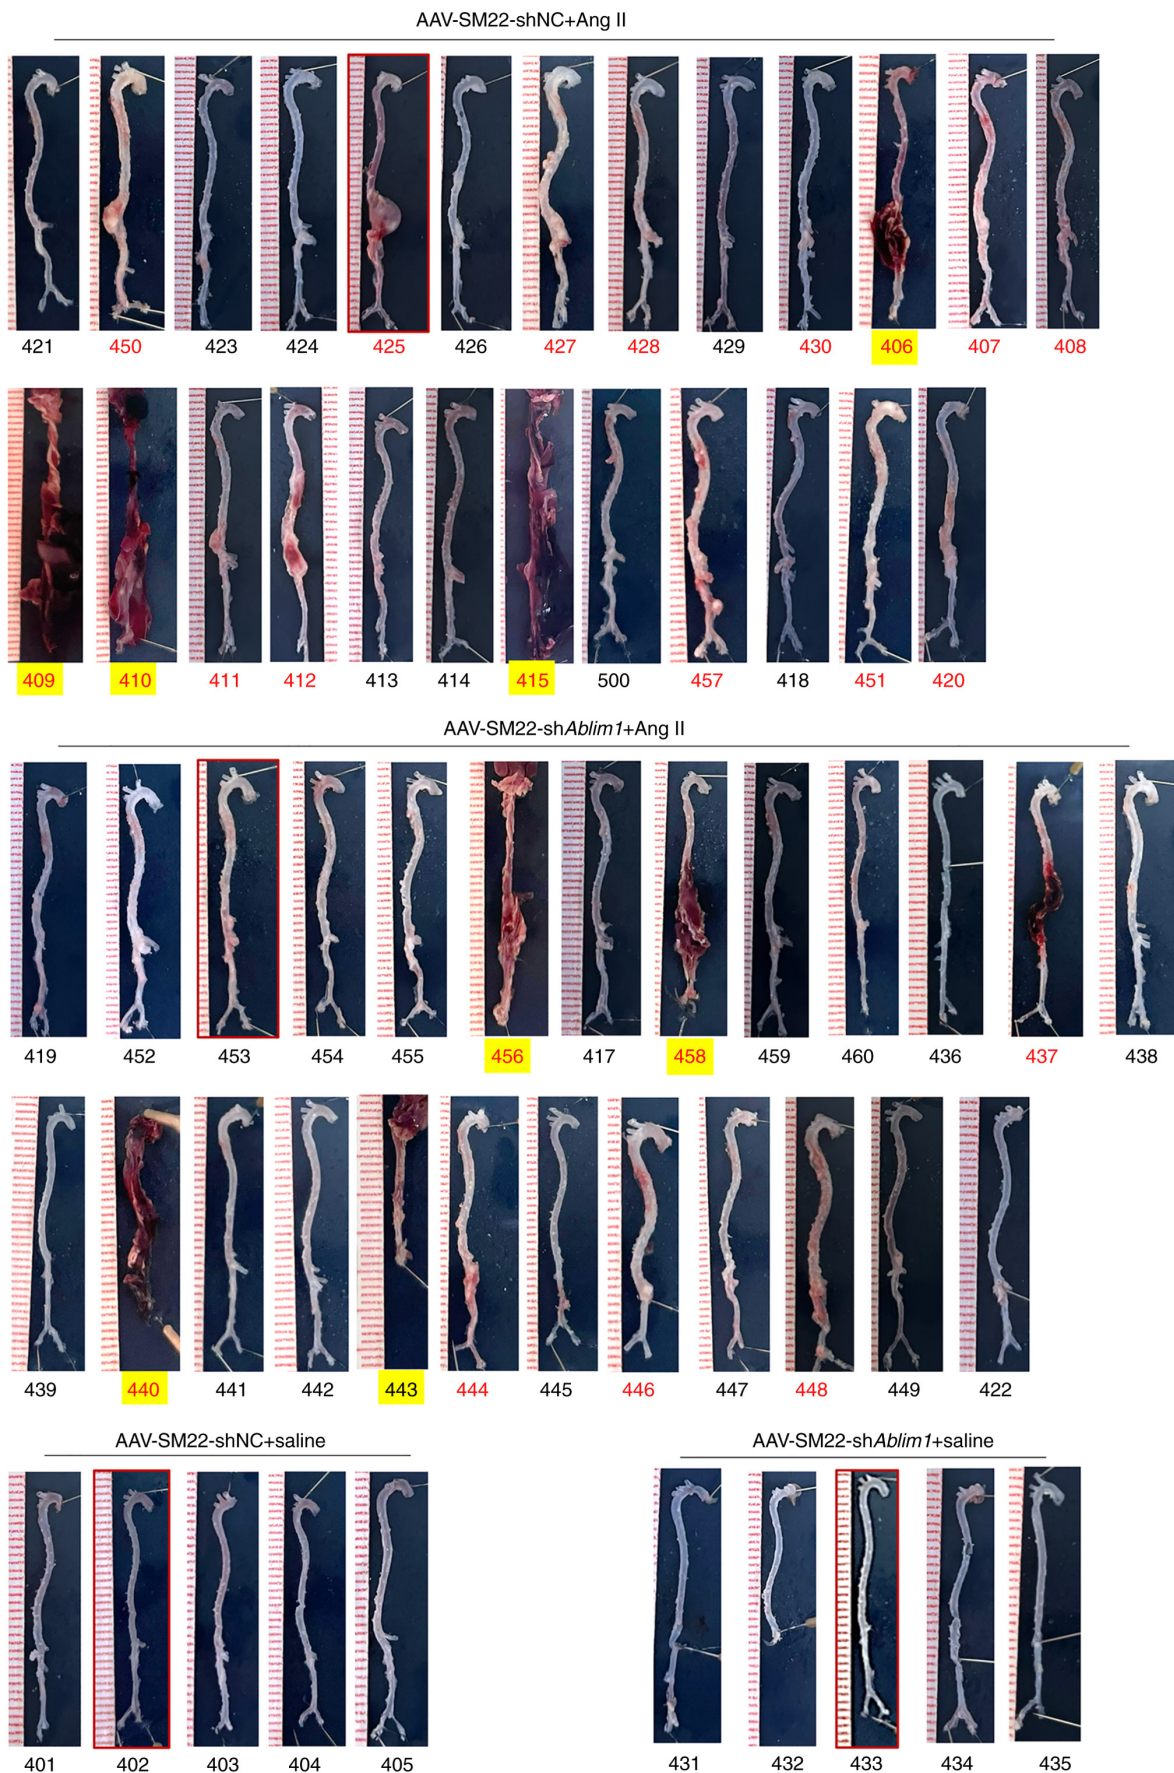 AAV-SM22-shNC+Ang II
421 450 423 424 425 426 427 428 429 430 406 407 408
409 410 411 412 413 414 415 500 457 418 451 420
AAV-SM22-shAblim1+Ang II
419 452 453 454 455 456 417 458 459 460 436 437 438
439 440 441 442 443 444 445 446 447 448 449 422
AAV-SM22-shNC+saline AAV-SM22-shAblim1+saline
401 402 403 404 405 431 432 433 434 435